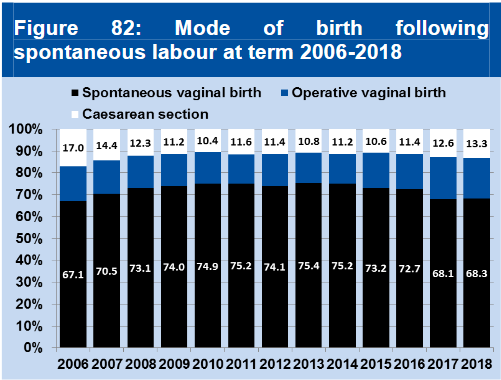 Figure 82: Mode of birth following
spontaneous labour at term 2006-2018
Spontaneous vaginal birth Operative vaginal birth
Caesarean section
100%
90%
80%
70%
60%
50%
40%
30%
20%
10%
0%
17.0 14.4 12.3 11.2 10.4 11.6 11.4 10.8 11.2 10.6 11.4 12.6 13.3
67.1 70.5 73.1 74.0 74.9 75.2 74.1 75.4 75.2 73.2 72.7 68.1 68.3
2006 2007 2008 2009 2010 2011 2012 2013 2014 2015 2016 2017 2018